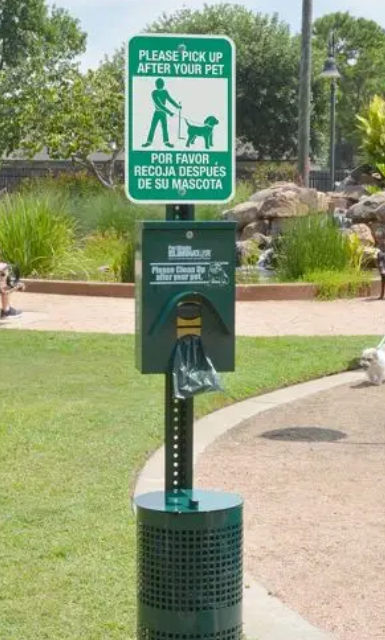 PLEASE PICK UP
AFTER YOUR PET
POR FAVOR
RECOJA DESPUÉS
DE SU MASCOTA
Please Clean Up
after your pet.